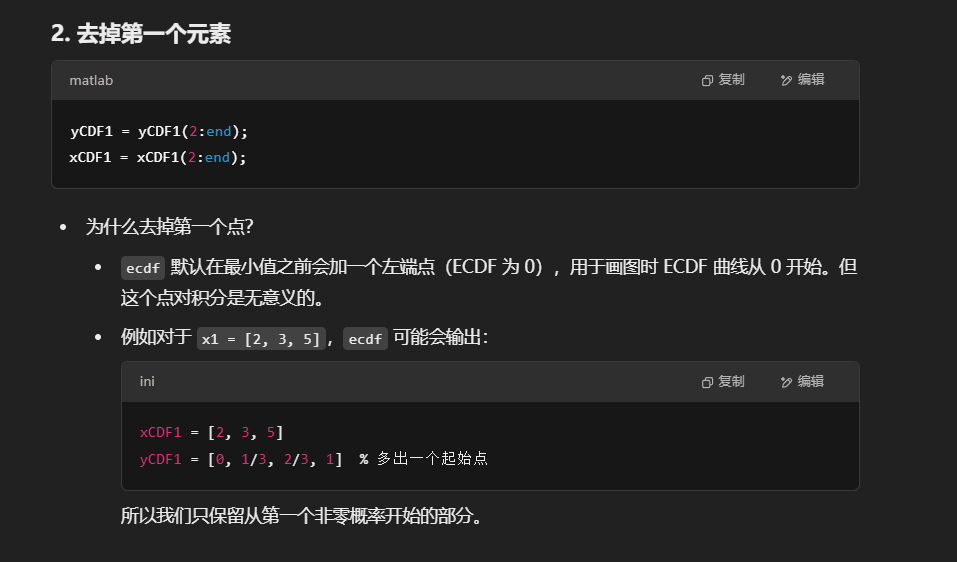 2. 去掉第一个元素
matlab 复制 编辑
yCDF1 = yCDF1(2:end);
xCDF1 = xCDF1(2:end);
• 为什么去掉第一个点？
• ecdf 默认在最小值之前会加一个左端点（ECDF 为 0），用于画图时 ECDF 曲线从 0 开始。但
这个点对积分是无意义的。
• 例如对于 x1 = [2, 3, 5]，ecdf 可能会输出：
ini 复制 编辑
xCDF1 = [2, 3, 5]
yCDF1 = [0, 1/3, 2/3, 1]  % 多出一个起始点
所以我们只保留从第一个非零概率开始的部分。